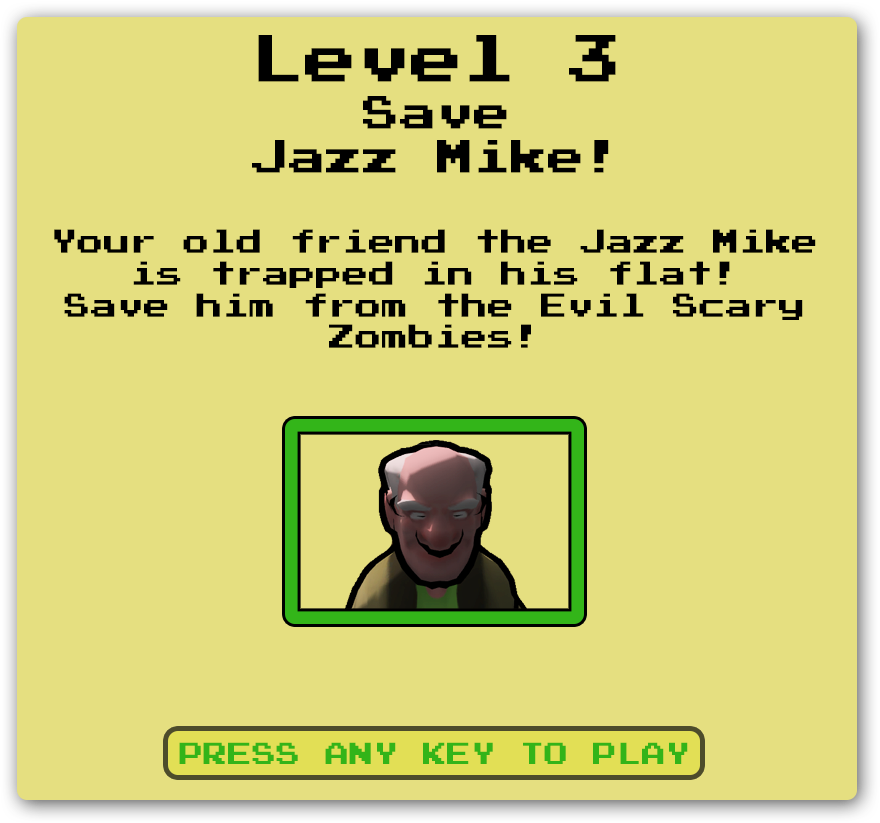 Level 3
Save
Jazz Mike!
Your old friend the Jazz Mike
is trapped in his flat!
Save him from the Evil Scary
Zombies!
PRESS ANY KEY TO PLAY